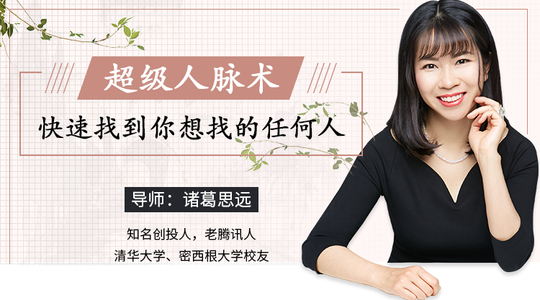 超级人脉术
快速找到你想找的任何人
导师：诸葛思远
知名创投人，老腾讯人
清华大学、密西根大学校友